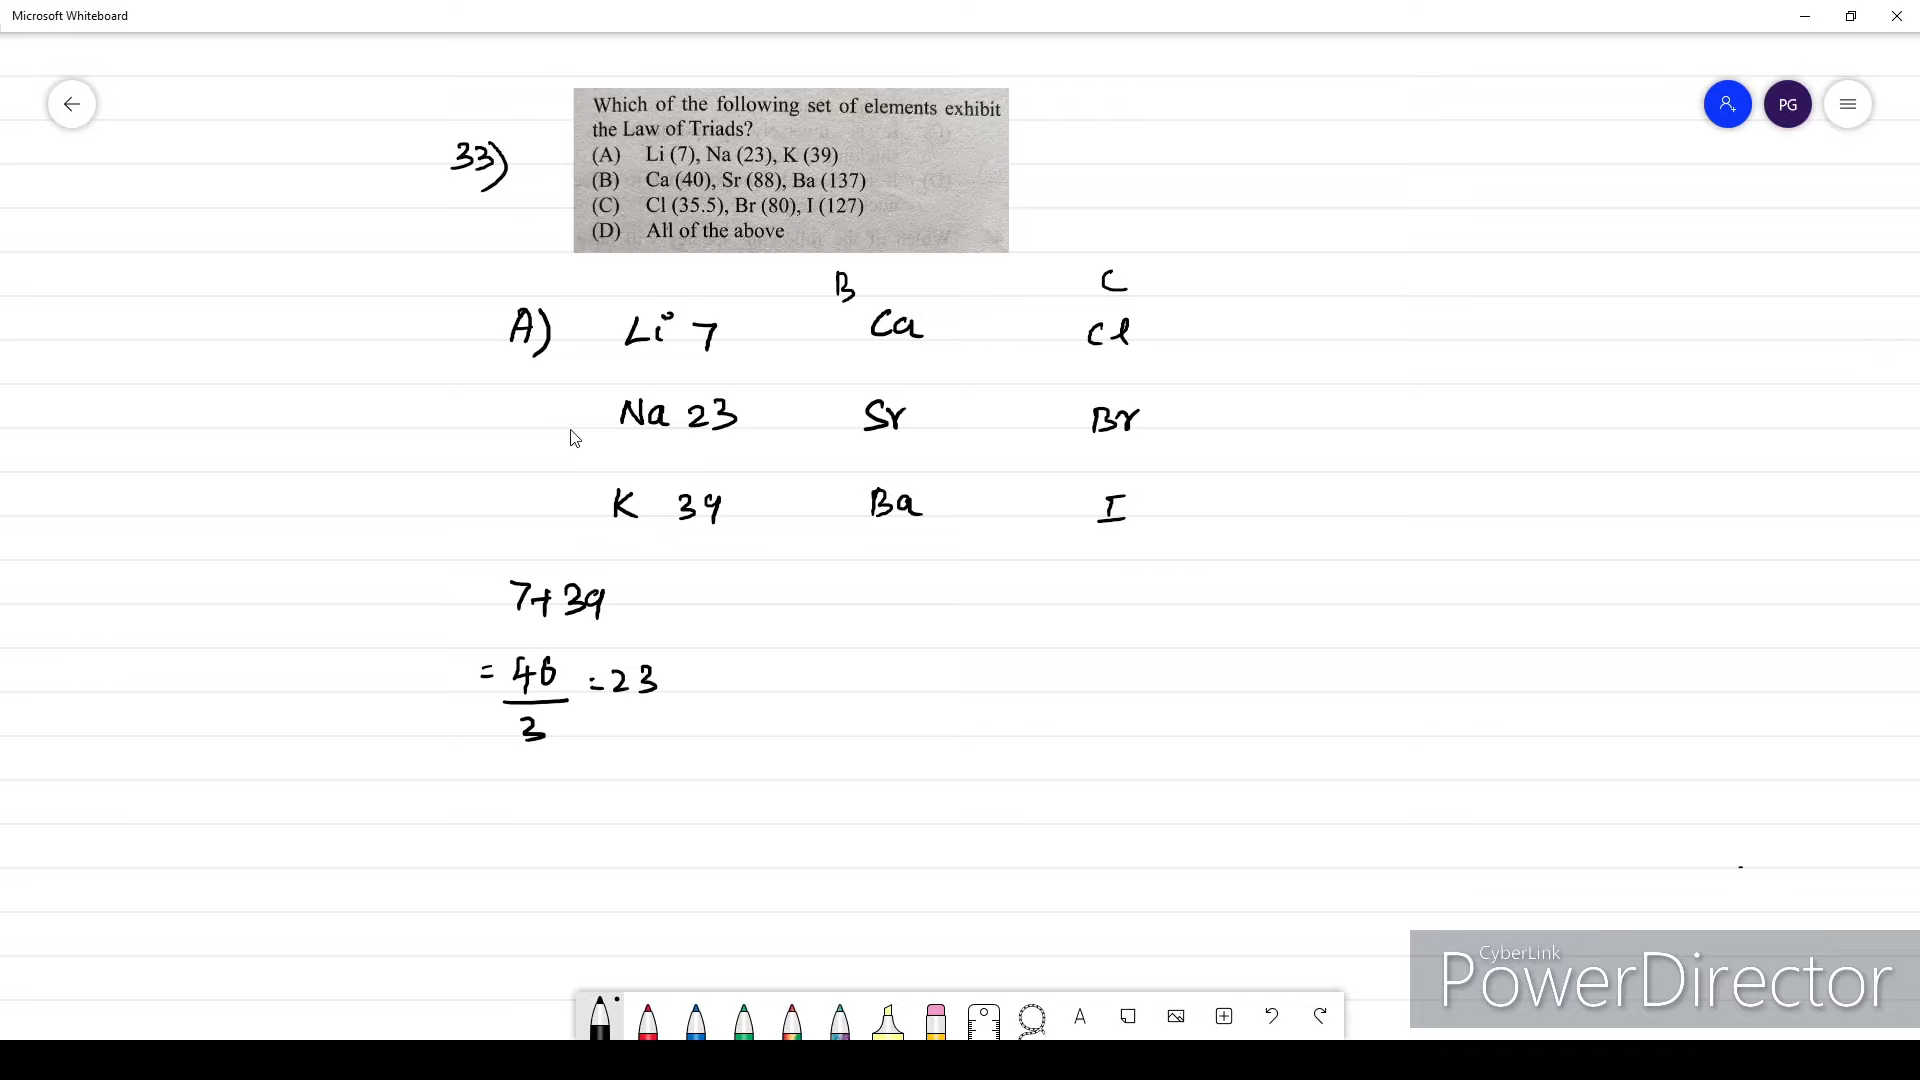 Microsoft Whiteboard
PG
33)
Which of the following set of elements exhibit
the Law of Triads?
(A) Li (7), Na (23), K (39)
(B) Ca (40), Sr (88), Ba (137)
(C) Cl (35.5), Br (80), I (127)
(D) All of the above
B C
A) Li 7 Ca Cl
Na 23 Sr Br
K 39 Ba I
7+39
= 46 = 23
3
A
CyberLink
PowerDirector